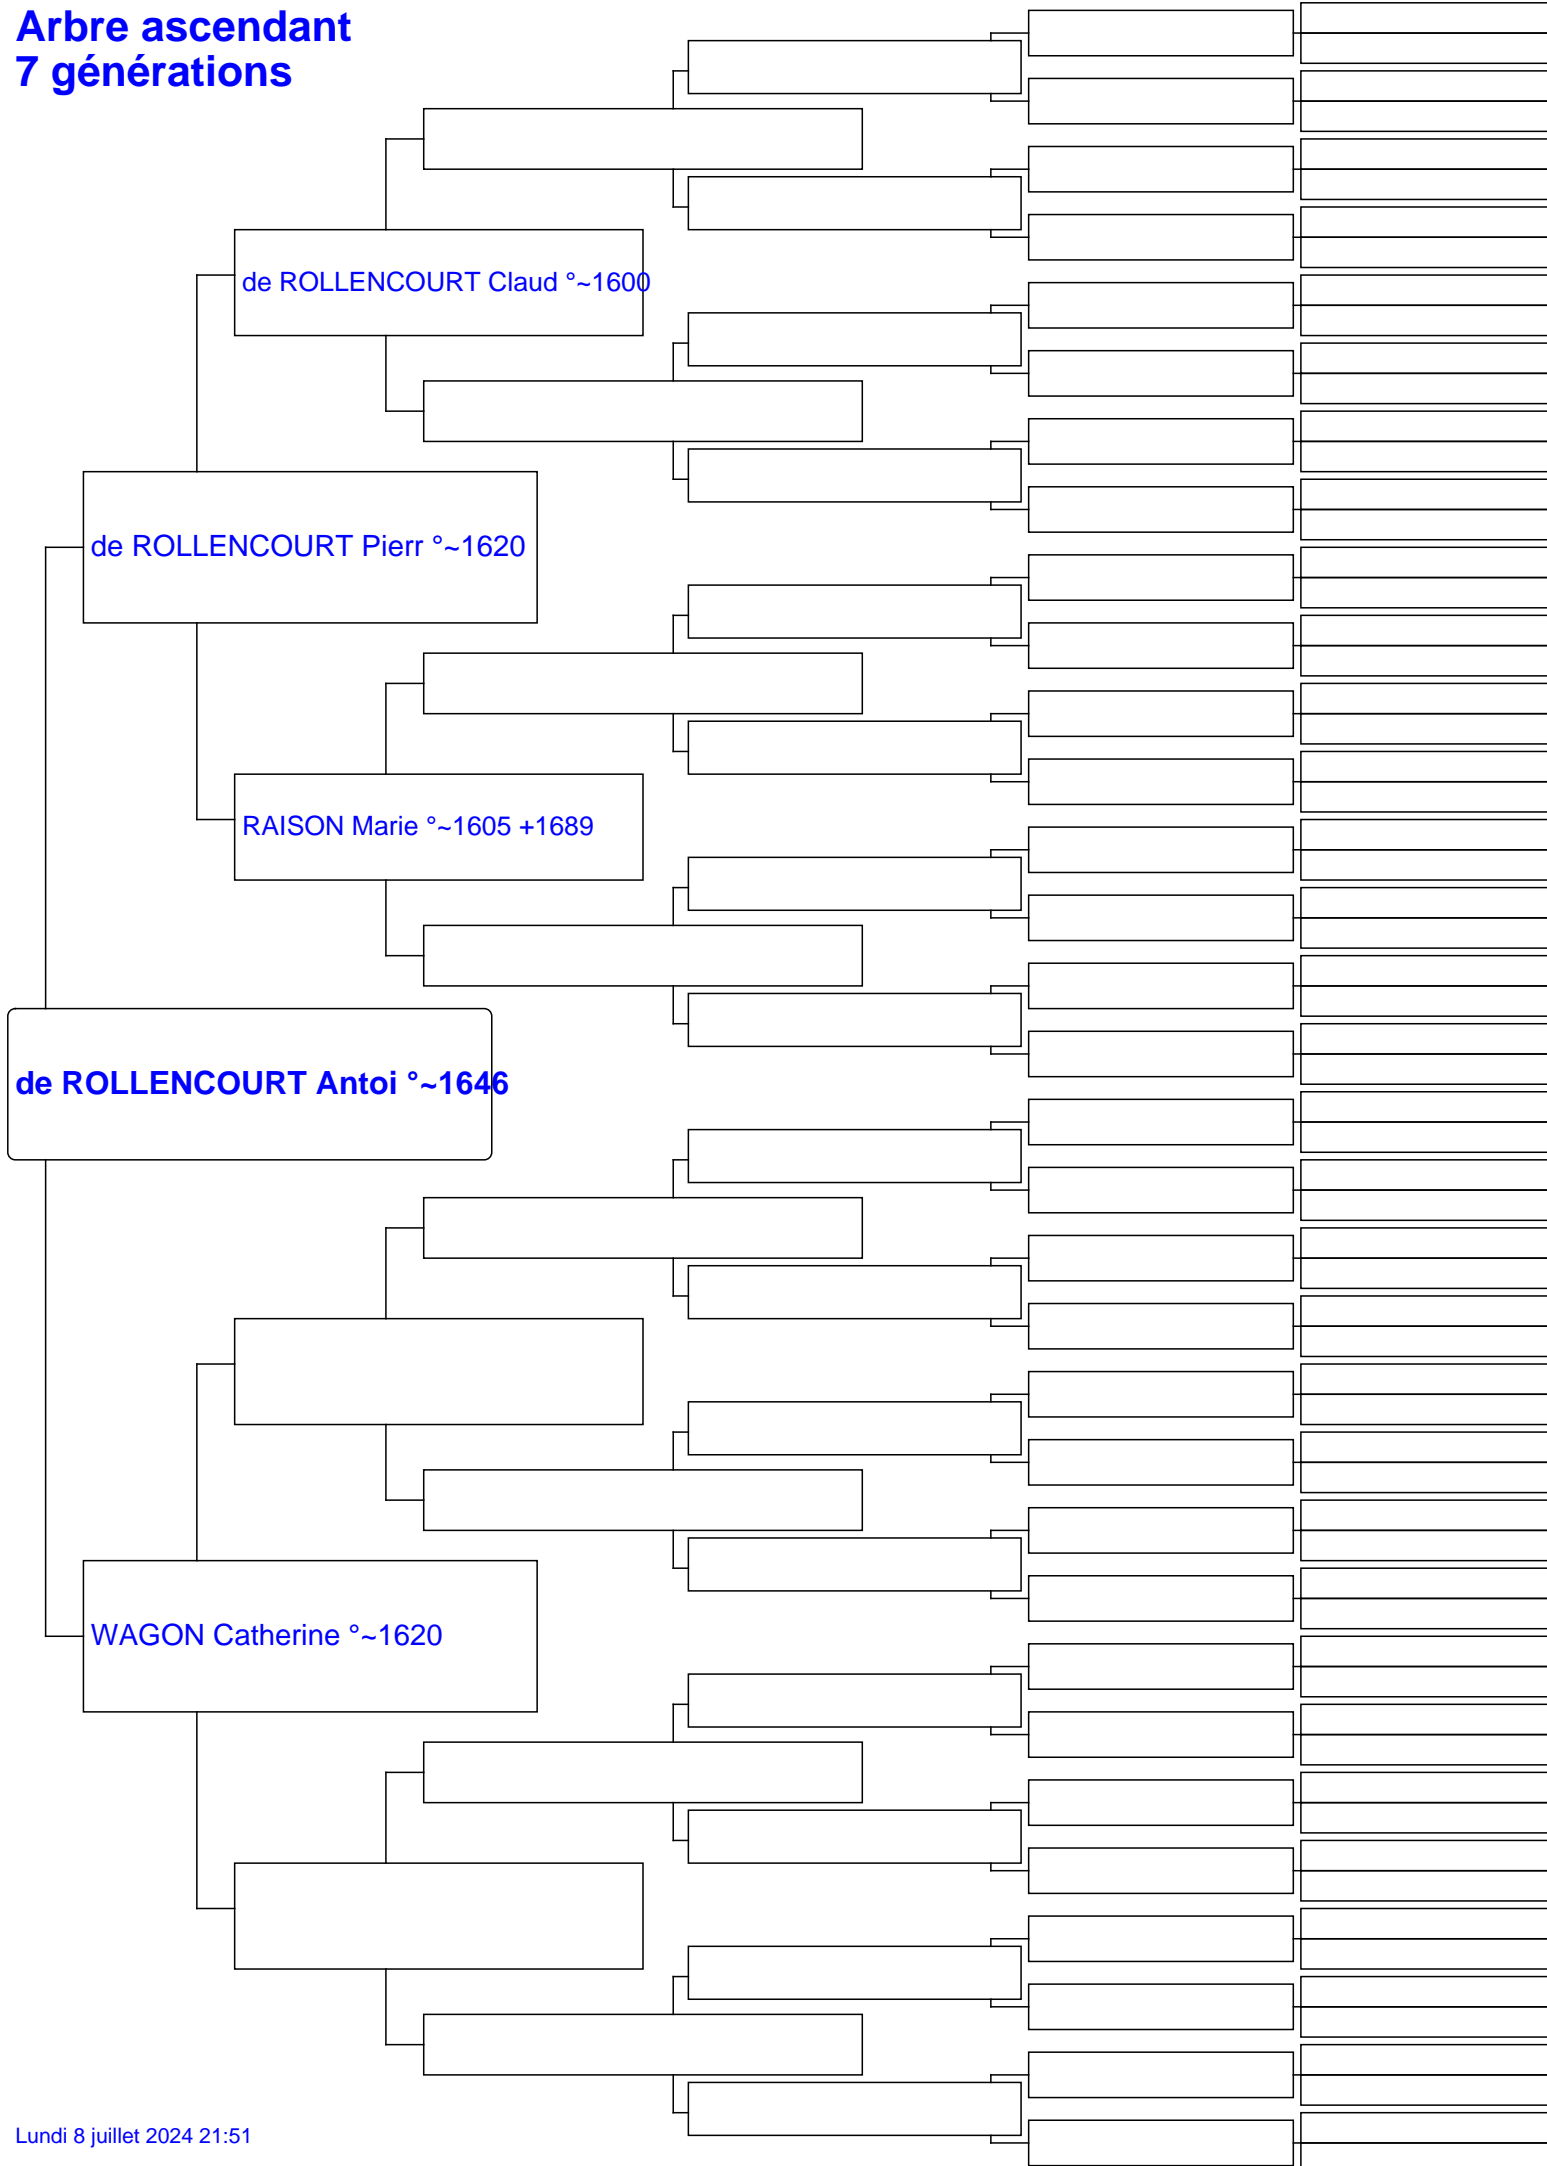 Arbre ascendant
7 générations
de ROLLENCOURT Claud °~1600
de ROLLENCOURT Pierr °~1620
RAISON Marie °~1605 +1689
de ROLLENCOURT Antoi °~1646
WAGON Catherine °~1620
Lundi 8 juillet 2024 21:51